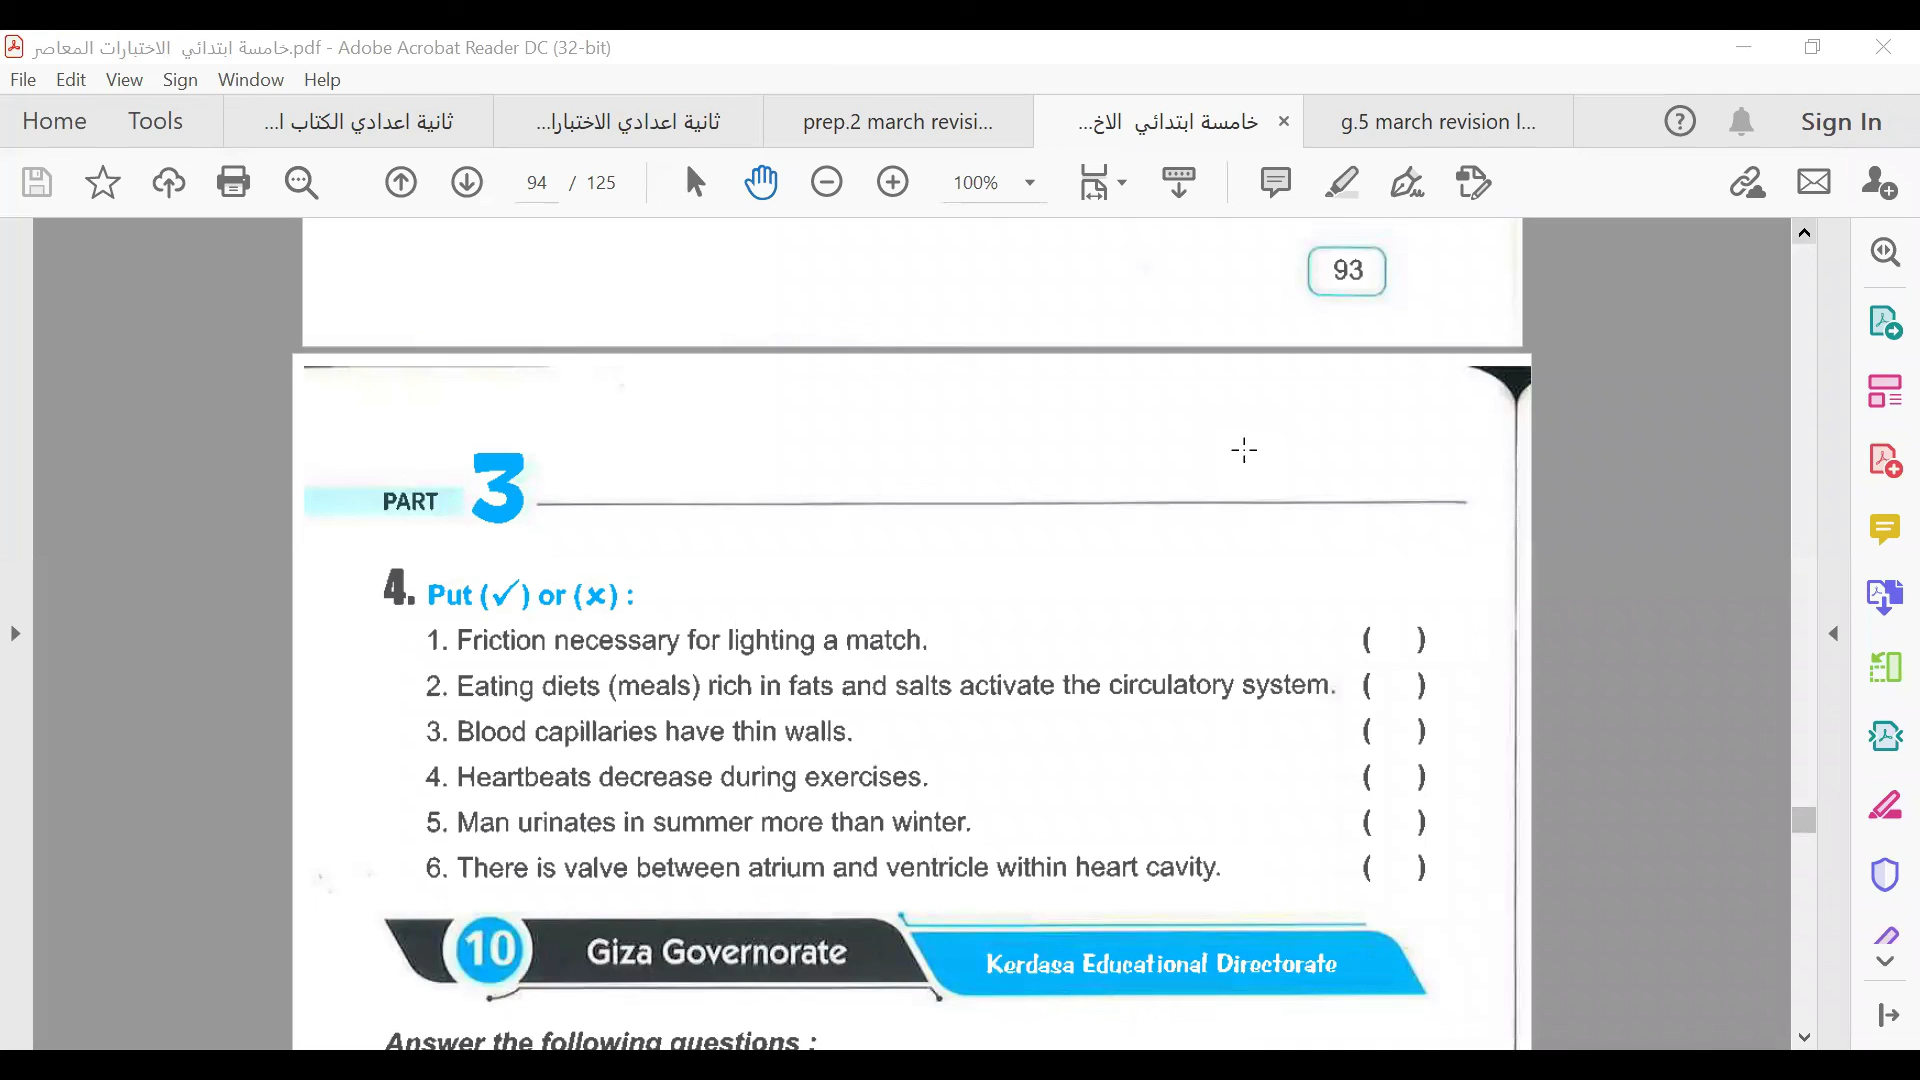 خامسة ابتدائي الاختبارات المعاصر.pdf - Adobe Acrobat Reader DC (32-bit)
File Edit View Sign Window Help
Home Tools ثانية اعدادي الكتاب ا... ثانية اعدادي الاختبارا... prep.2 march revisi... خامسة ابتدائي الاخ... × g.5 march revision l... Sign In
94 / 125 100%
93
PART 3
4. Put (✓) or (×) :
1. Friction necessary for lighting a match. ( )
2. Eating diets (meals) rich in fats and salts activate the circulatory system. ( )
3. Blood capillaries have thin walls. ( )
4. Heartbeats decrease during exercises. ( )
5. Man urinates in summer more than winter. ( )
6. There is valve between atrium and ventricle within heart cavity. ( )
10 Giza Governorate Kerdasa Educational Directorate
Answer the following questions :